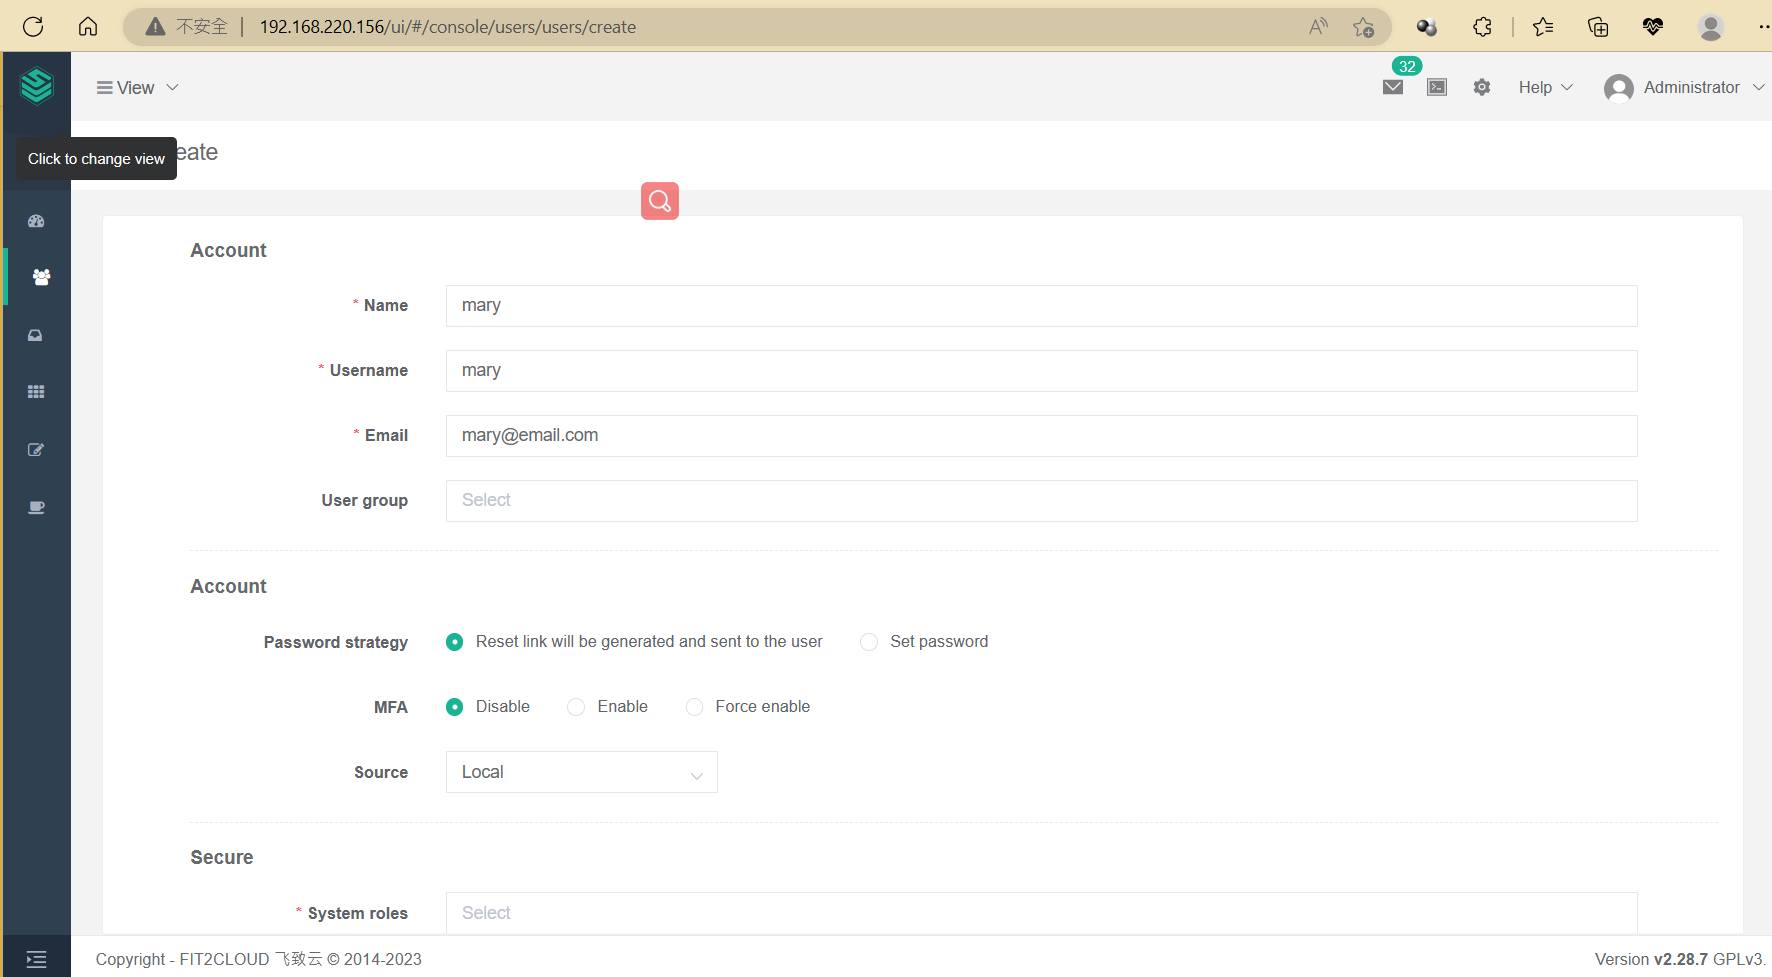 不安全 192.168.220.156/ui/#/console/users/users/create
View 32 Help Administrator
Click to change view eate
Account
* Name mary
* Username mary
* Email mary@email.com
User group Select
Account
Password strategy Reset link will be generated and sent to the user Set password
MFA Disable Enable Force enable
Source Local
Secure
* System roles Select
Copyright - FIT2CLOUD 飞致云 © 2014-2023 Version v2.28.7 GPLv3.